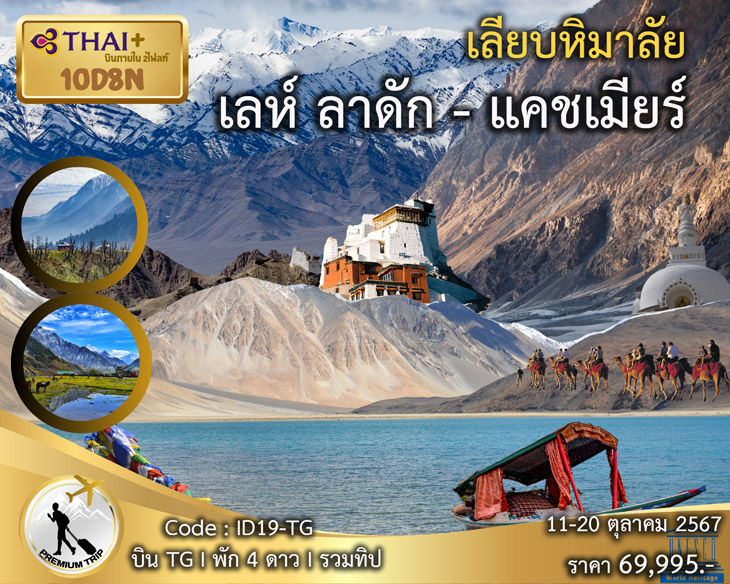 THAI+
บินภายใน 2ไฟลท์
10D8N
เลียบหิมาลัย
เลห์ ลาดัก - แคชเมียร์
PREMIUM TRIP
Code : ID19-TG
บิน TG | พัก 4 ดาว | รวมทิป
11-20 ตุลาคม 2567
ราคา 69,995.-
World Heritage